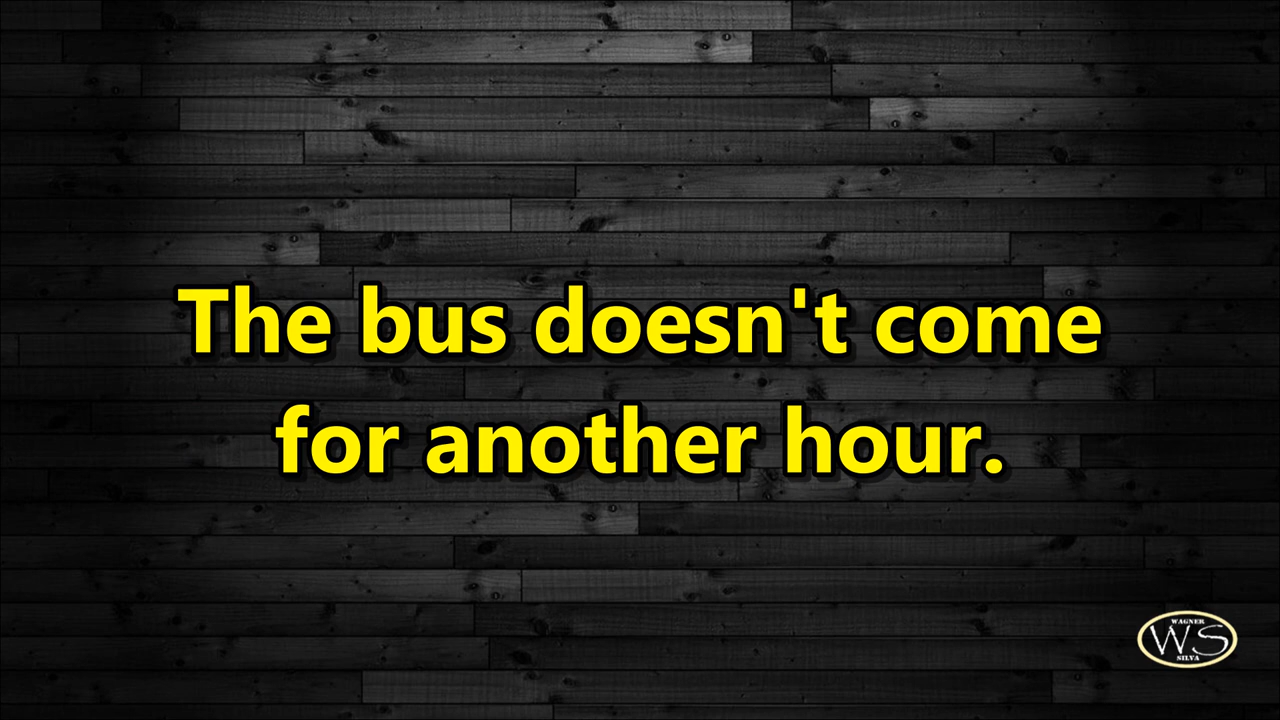 The bus doesn't come
for another hour.
WAGNER
WS
SILVA